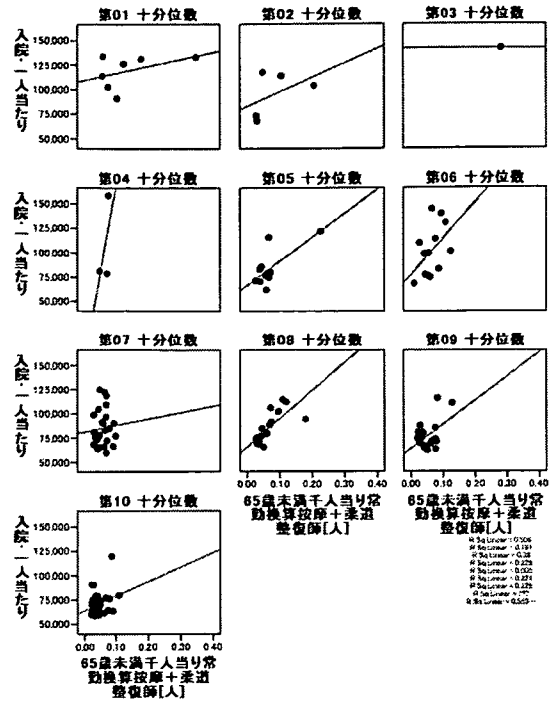 第01 十分位数
第02 十分位数
第03 十分位数
入院・一人当たり
150,000
125,000
100,000
75,000
50,000
第04 十分位数
第05 十分位数
第06 十分位数
入院・一人当たり
150,000
125,000
100,000
75,000
50,000
第07 十分位数
第08 十分位数
第09 十分位数
入院・一人当たり
150,000
125,000
100,000
75,000
50,000
0.00 0.10 0.20 0.30 0.40
0.00 0.10 0.20 0.30 0.40
65歳未満千人当り常
勤換算按摩+柔道
整復師[人]
65歳未満千人当り常
勤換算按摩+柔道
整復師[人]
第10 十分位数
入院・一人当たり
150,000
125,000
100,000
75,000
50,000
0.00 0.10 0.20 0.30 0.40
65歳未満千人当り常
勤換算按摩+柔道
整復師[人]